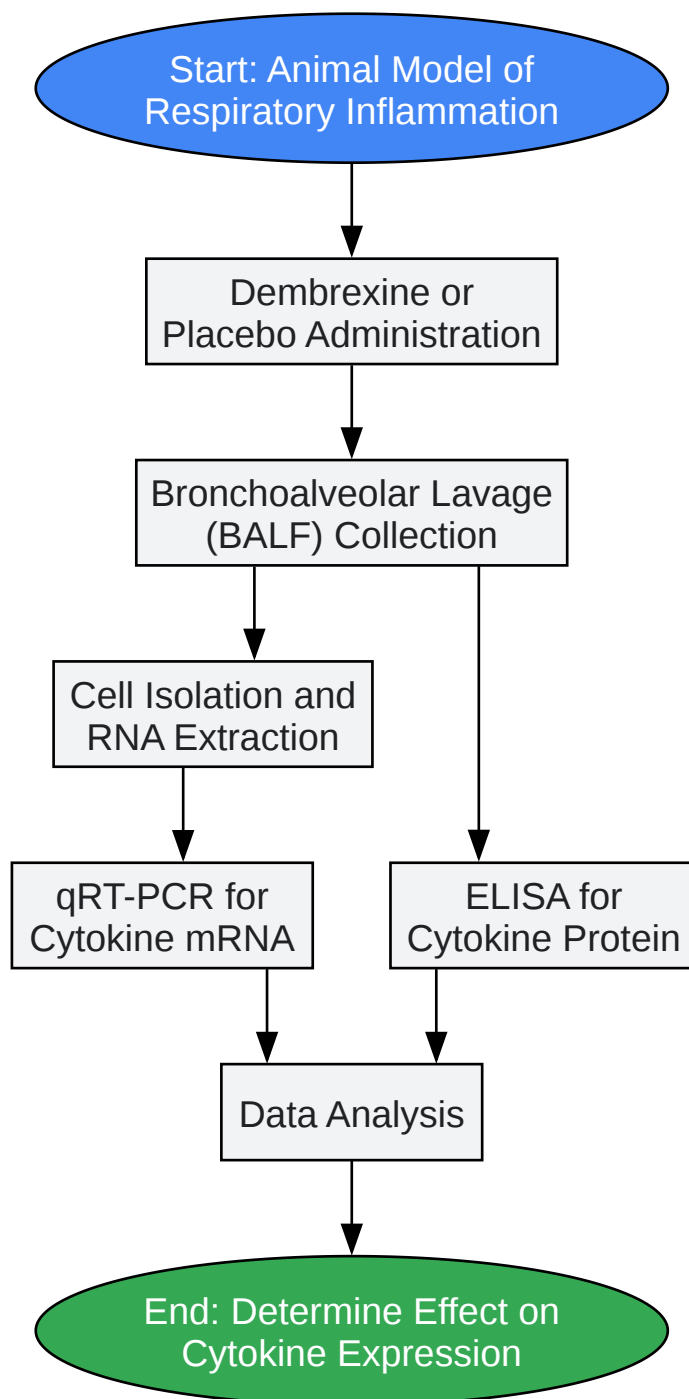 Start: Animal Model of
Respiratory Inflammation
Dembrexine or
Placebo Administration
Bronchoalveolar Lavage
(BALF) Collection
Cell Isolation and
RNA Extraction
qRT-PCR for
Cytokine mRNA
ELISA for
Cytokine Protein
Data Analysis
End: Determine Effect on
Cytokine Expression